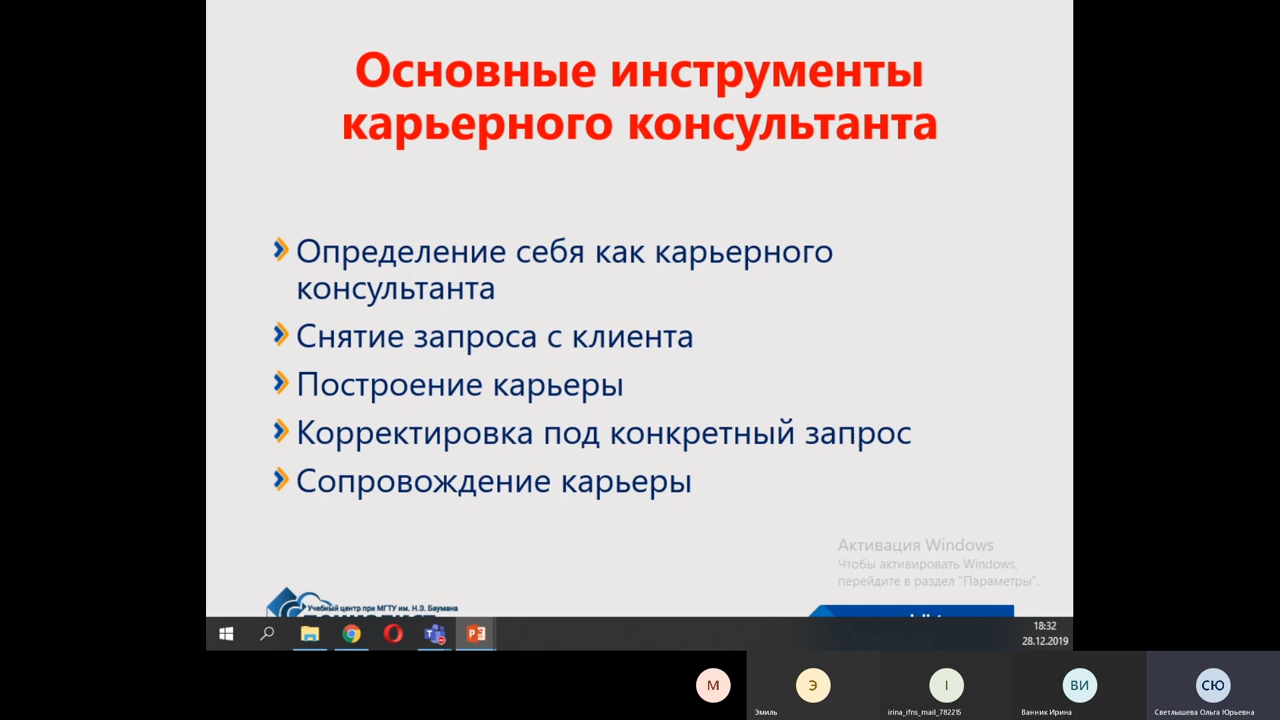 Основные инструменты
карьерного консультанта
Определение себя как карьерного
консультанта
Снятие запроса с клиента
Построение карьеры
Корректировка под конкретный запрос
Сопровождение карьеры
Активация Windows
Чтобы активировать Windows,
перейдите в раздел "Параметры".
Учебный центр при МГТУ им. Н.Э. Баумана
18:32
28.12.2019
М
Э
I
ВИ
СЮ
Эмиль
irina_ifns_mail_782215
Ванник Ирина
Светлышева Ольга Юрьевна